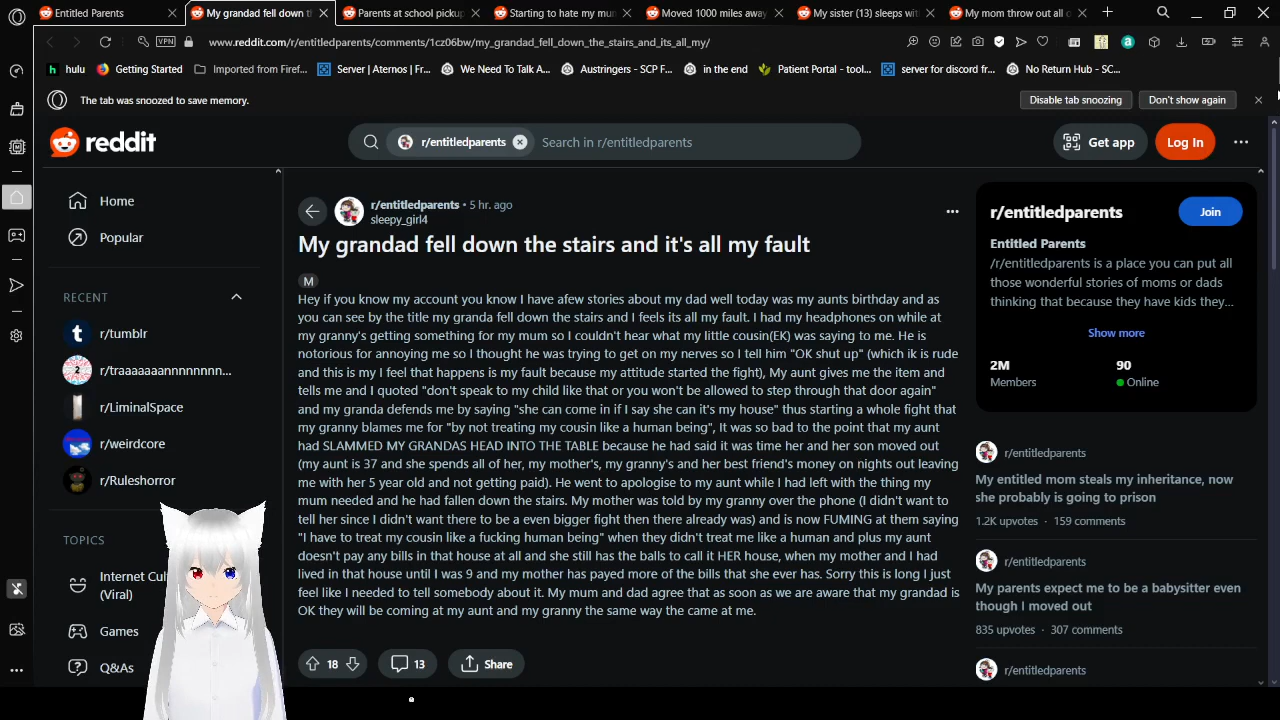 Entitled Parents
My grandad fell down th
Parents at school pickup
Starting to hate my mun
Moved 1000 miles away
My sister (13) sleeps wit
My mom throw out all o
VPN
www.reddit.com/r/entitledparents/comments/1cz06bw/my_grandad_fell_down_the_stairs_and_its_all_my/
hulu
Getting Started
Imported from Firef...
Server | Aternos | Fr...
We Need To Talk A...
Austringers - SCP F...
in the end
Patient Portal - tool...
server for discord fr...
No Return Hub - SC...
The tab was snoozed to save memory.
Disable tab snoozing
Don't show again
reddit
r/entitledparents
Search in r/entitledparents
Get app
Log In
Home
Popular
RECENT
r/tumblr
r/traaaaaaannnnnnnnn...
r/LiminalSpace
r/weirdcore
r/Ruleshorror
TOPICS
Internet Cul
(Viral)
Games
Q&As
r/entitledparents • 5 hr. ago
sleepy_girl4
My grandad fell down the stairs and it's all my fault
M
Hey if you know my account you know I have afew stories about my dad well today was my aunts birthday and as
you can see by the title my granda fell down the stairs and I feels its all my fault. I had my headphones on while at
my granny's getting something for my mum so I couldn't hear what my little cousin(EK) was saying to me. He is
notorious for annoying me so I thought he was trying to get on my nerves so I tell him "OK shut up" (which ik is rude
and this is my I feel that happens is my fault because my attitude started the fight), My aunt gives me the item and
tells me and I quoted "don't speak to my child like that or you won't be allowed to step through that door again"
and my granda defends me by saying "she can come in if I say she can it's my house" thus starting a whole fight that
my granny blames me for "by not treating my cousin like a human being", It was so bad to the point that my aunt
had SLAMMED MY GRANDAS HEAD INTO THE TABLE because he had said it was time her and her son moved out
(my aunt is 37 and she spends all of her, my mother's, my granny's and her best friend's money on nights out leaving
me with her 5 year old and not getting paid). He went to apologise to my aunt while I had left with the thing my
mum needed and he had fallen down the stairs. My mother was told by my granny over the phone (I didn't want to
tell her since I didn't want there to be a even bigger fight then there already was) and is now FUMING at them saying
"I have to treat my cousin like a fucking human being" when they didn't treat me like a human and plus my aunt
doesn't pay any bills in that house at all and she still has the balls to call it HER house, when my mother and I had
lived in that house until I was 9 and my mother has payed more of the bills that she ever has. Sorry this is long I just
feel like I needed to tell somebody about it. My mum and dad agree that as soon as we are aware that my grandad is
OK they will be coming at my aunt and my granny the same way the came at me.
18
13
Share
r/entitledparents
Join
Entitled Parents
/r/entitledparents is a place you can put all
those wonderful stories of moms or dads
thinking that because they have kids they...
Show more
2M
90
Members
Online
r/entitledparents
My entitled mom steals my inheritance, now
she probably is going to prison
1.2K upvotes • 159 comments
r/entitledparents
My parents expect me to be a babysitter even
though I moved out
835 upvotes • 307 comments
r/entitledparents